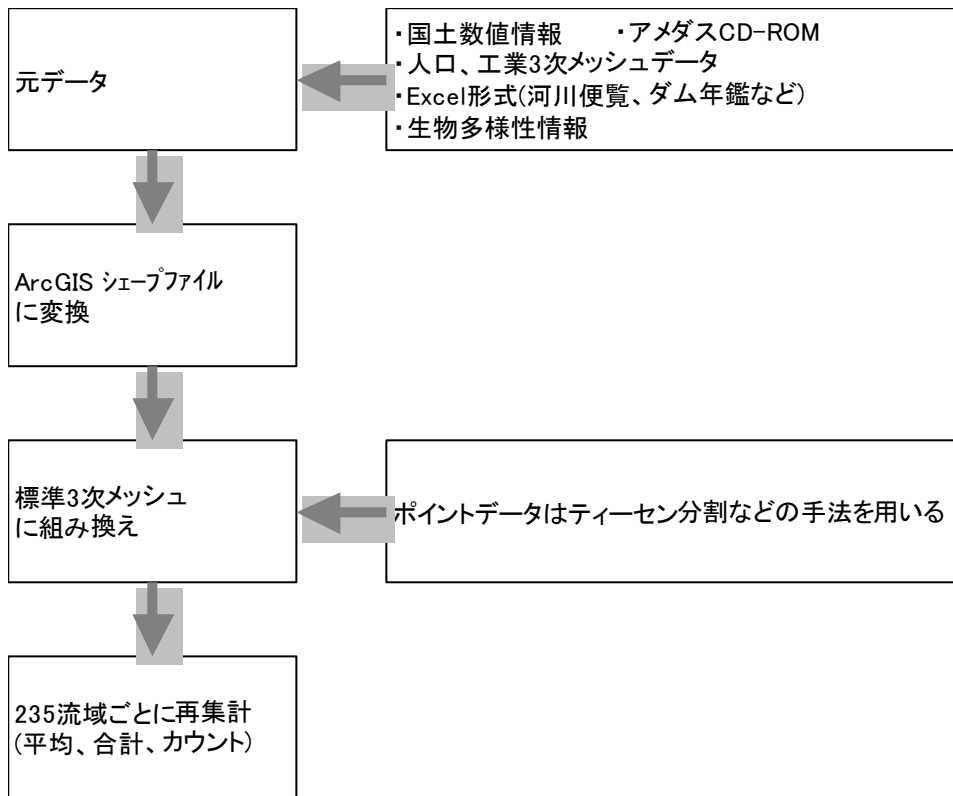 元データ
・国土数値情報　・アメダスCD-ROM
・人口、工業3次メッシュデータ
・Excel形式(河川便覧、ダム年鑑など)
・生物多様性情報
ArcGIS シェープファイル
に変換
標準3次メッシュ
に組み換え
ポイントデータはティーセン分割などの手法を用いる
235流域ごとに再集計
(平均、合計、カウント)